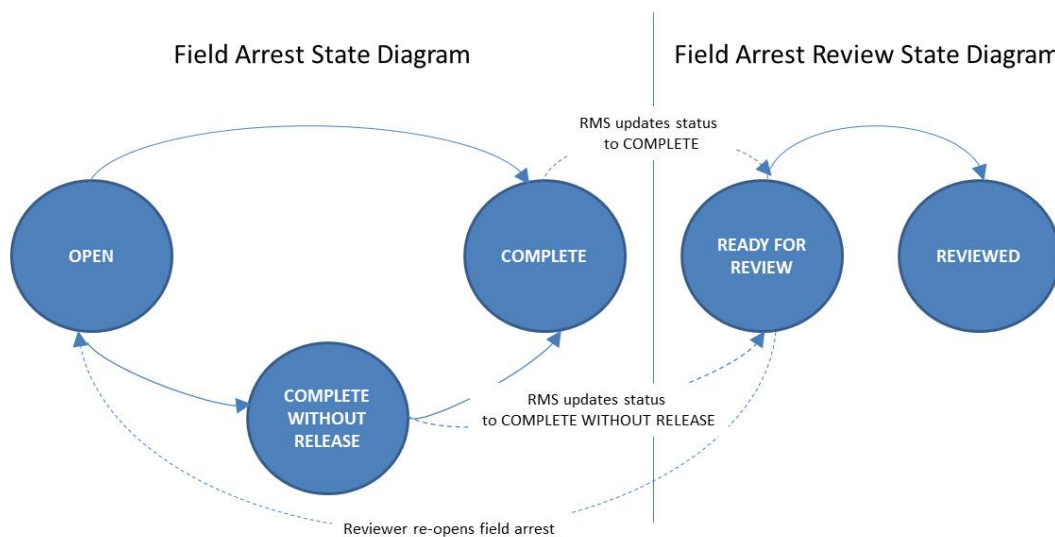 Field Arrest State Diagram
Field Arrest Review State Diagram
RMS updates status
to COMPLETE
OPEN
COMPLETE
READY FOR
REVIEW
REVIEWED
COMPLETE
WITHOUT
RELEASE
RMS updates status
to COMPLETE WITHOUT RELEASE
Reviewer re-opens field arrest